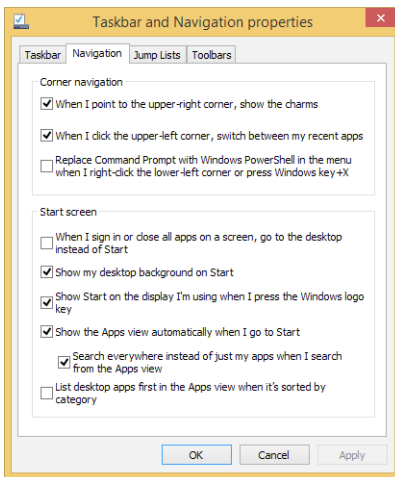 Taskbar and Navigation properties
Taskbar Navigation Jump Lists Toolbars
Corner navigation
When I point to the upper-right corner, show the charms
When I click the upper-left corner, switch between my recent apps
Replace Command Prompt with Windows PowerShell in the menu
when I right-click the lower-left corner or press Windows key+X
Start screen
When I sign in or close all apps on a screen, go to the desktop
instead of Start
Show my desktop background on Start
Show Start on the display I'm using when I press the Windows logo
key
Show the Apps view automatically when I go to Start
Search everywhere instead of just my apps when I search
from the Apps view
List desktop apps first in the Apps view when it's sorted by
category
OK Cancel Apply